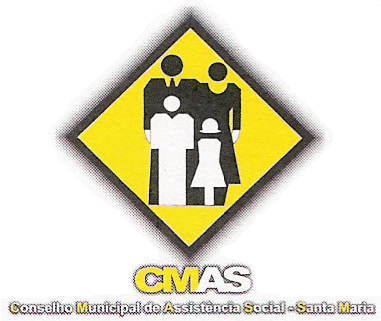 CMAS
Conselho Municipal de Assistência Social - Santa Maria